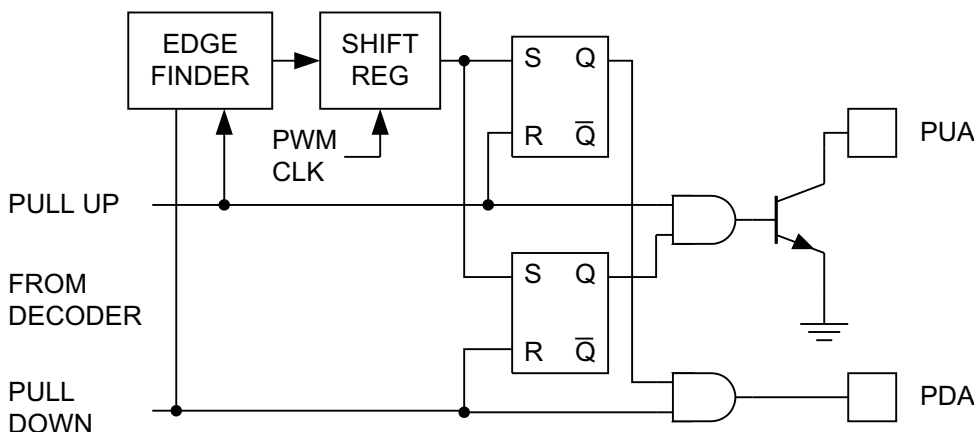 EDGE
FINDER
SHIFT
REG
S Q
R Q̅
PWM
CLK
PUA
PULL UP
FROM
DECODER
S Q
R Q̅
PULL
DOWN
PDA